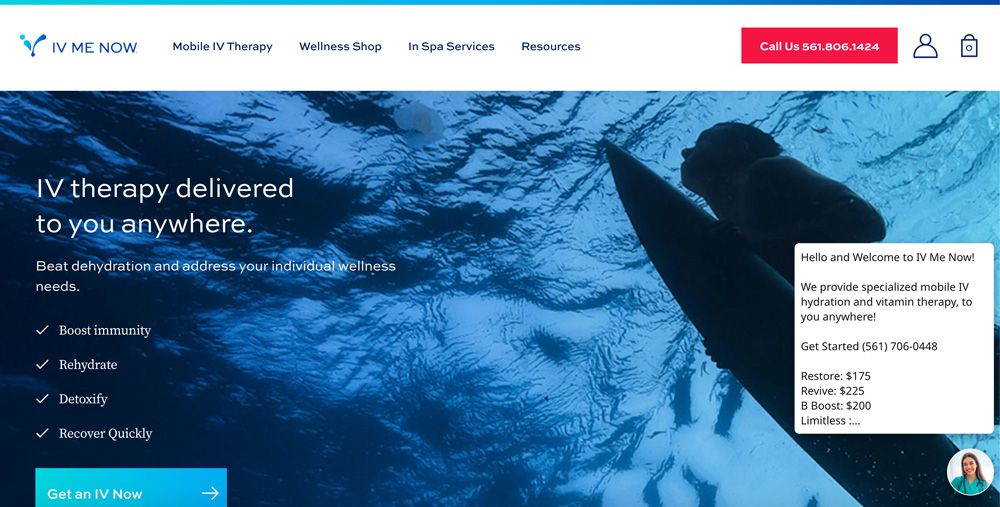 IV ME NOW
Mobile IV Therapy
Wellness Shop
In Spa Services
Resources
Call Us 561.806.1424
0
IV therapy delivered
to you anywhere.
Beat dehydration and address your individual wellness
needs.
Boost immunity
Rehydrate
Detoxify
Recover Quickly
Get an IV Now
Hello and Welcome to IV Me Now!
We provide specialized mobile IV
hydration and vitamin therapy, to
you anywhere!
Get Started (561) 706-0448
Restore: $175
Revive: $225
B Boost: $200
Limitless :...